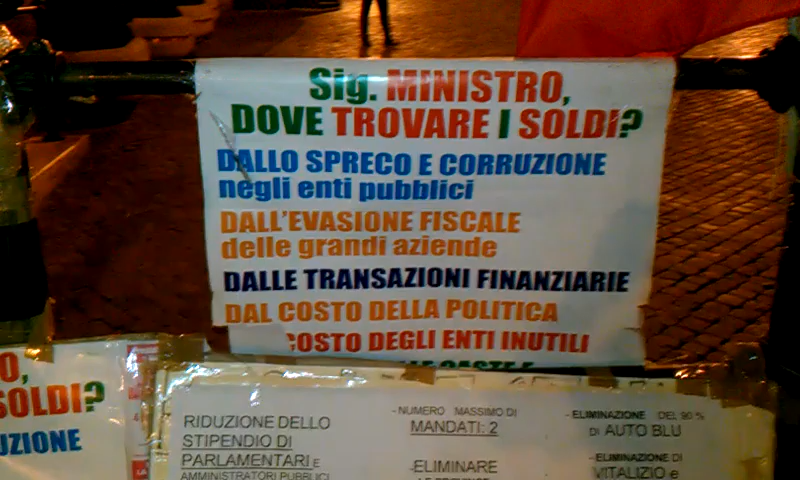 Sig. MINISTRO,
DOVE TROVARE I SOLDI?
DALLO SPRECO E CORRUZIONE
negli enti pubblici
DALL'EVASIONE FISCALE
delle grandi aziende
DALLE TRANSAZIONI FINANZIARIE
DAL COSTO DELLA POLITICA
COSTO DEGLI ENTI INUTILI
O,
SOLDI?
UZIONE
RIDUZIONE DELLO
STIPENDIO DI
PARLAMENTARI E
AMMINISTRATORI PUBBLICI
- NUMERO MASSIMO DI
MANDATI: 2
-ELIMINARE
- ELIMINAZIONE DEL 90 %
DI AUTO BLU
-ELIMINAZIONE DI
VITALIZIO e